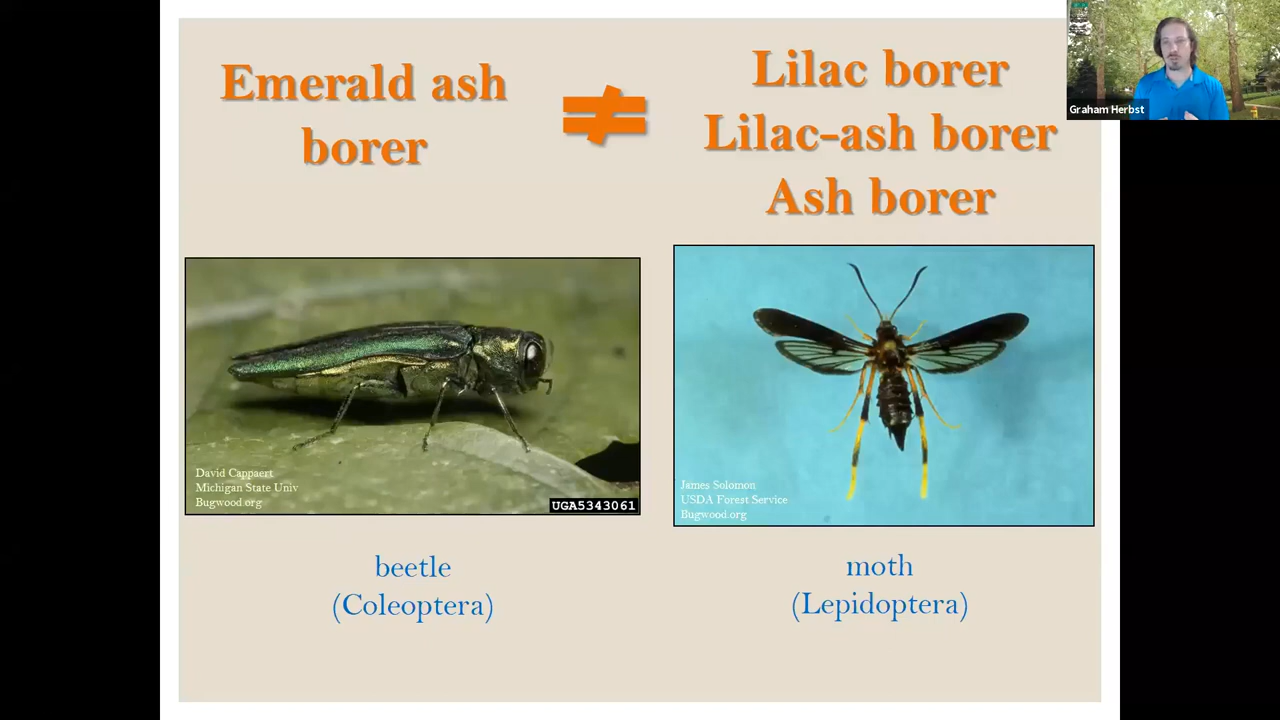 Emerald ash
borer
≠
Lilac borer
Lilac-ash borer
Ash borer
Graham Herbst
David Cappaert
Michigan State Univ
Bugwood.org
UGA5343061
James Solomon
USDA Forest Service
Bugwood.org
beetle
(Coleoptera)
moth
(Lepidoptera)